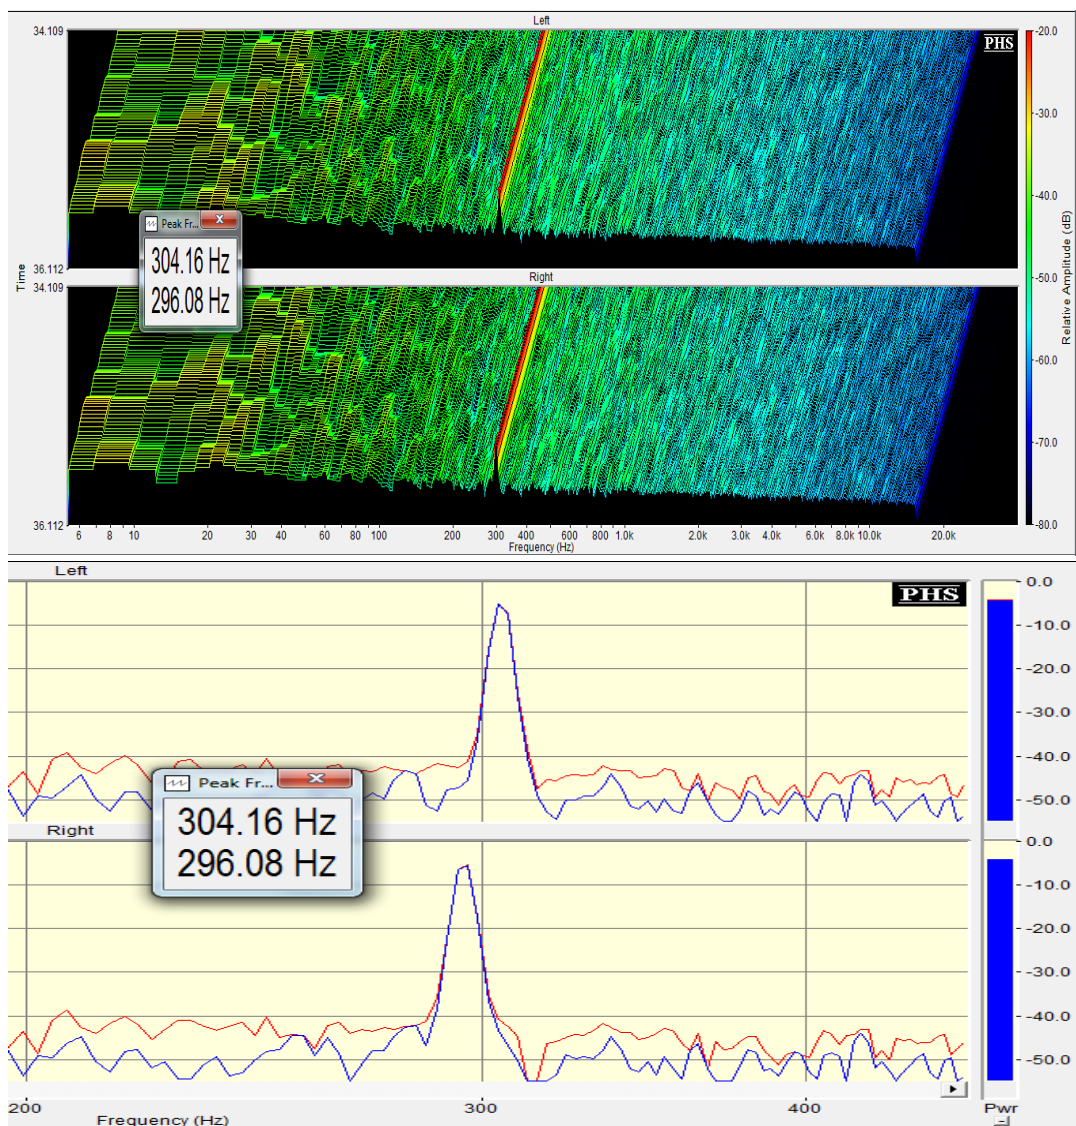 Left
34.109
PHS
-20.0
-30.0
-40.0
-50.0
-60.0
-70.0
-80.0
Relative Amplitude (dB)
Peak Fr... x
304.16 Hz
296.08 Hz
Time
36.112
Right
34.109
36.112
6 8 10 20 30 40 60 80 100 200 300 400 600 800 1.0k 2.0k 3.0k 4.0k 6.0k 8.0k 10.0k 20.0k
Frequency (Hz)
Left
PHS
0.0
-10.0
-20.0
-30.0
-40.0
-50.0
Peak Fr... x
304.16 Hz
296.08 Hz
Right
0.0
-10.0
-20.0
-30.0
-40.0
-50.0
200 300 400 Pwr
Frequency (Hz)